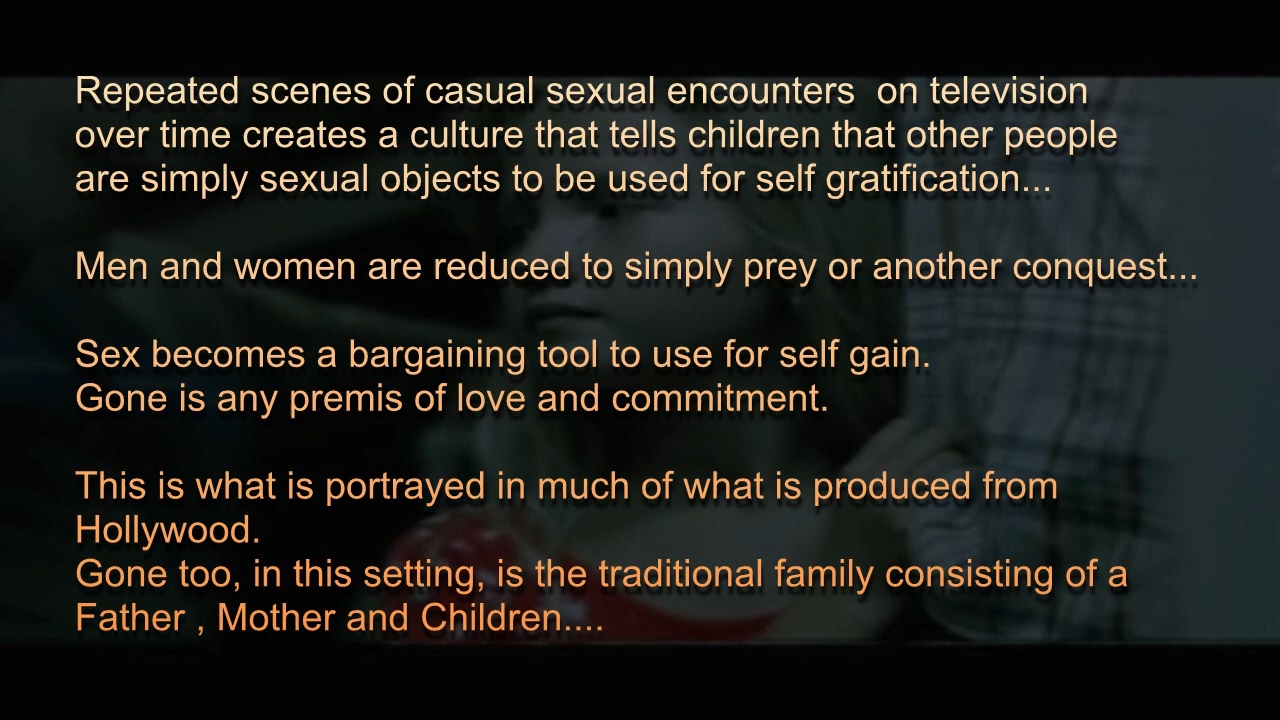 Repeated scenes of casual sexual encounters  on television
over time creates a culture that tells children that other people
are simply sexual objects to be used for self gratification...
Men and women are reduced to simply prey or another conquest...
Sex becomes a bargaining tool to use for self gain.
Gone is any premis of love and commitment.
This is what is portrayed in much of what is produced from
Hollywood.
Gone too, in this setting, is the traditional family consisting of a
Father , Mother and Children....